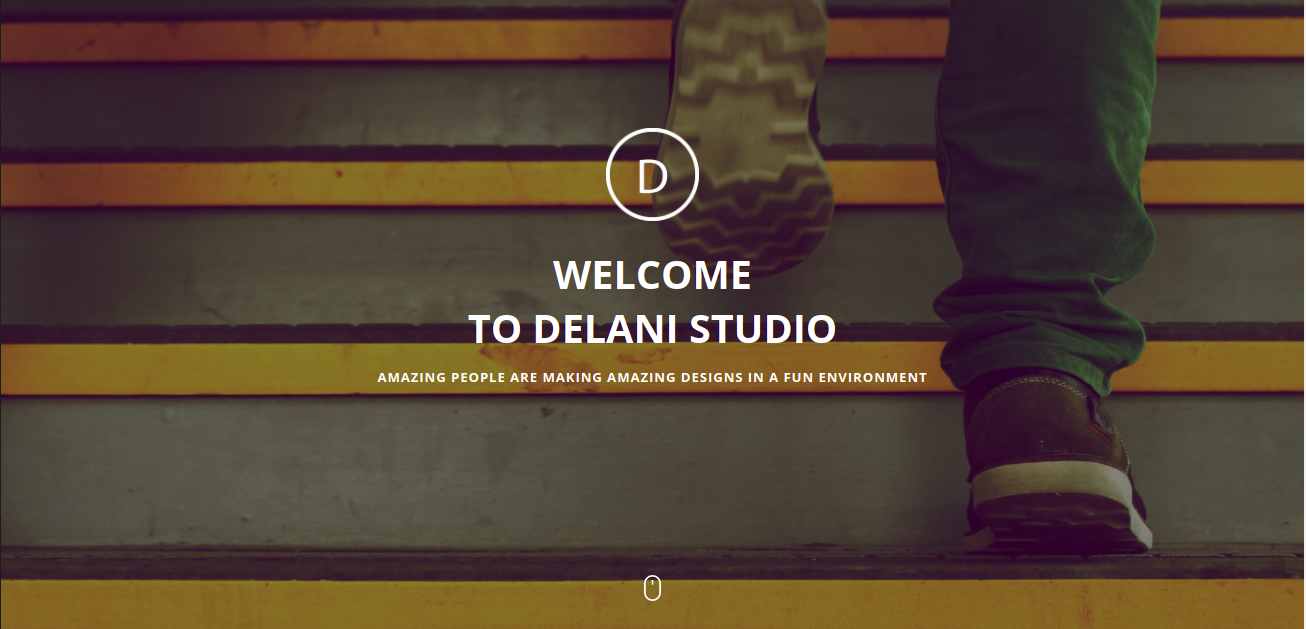 D
WELCOME
TO DELANI STUDIO
AMAZING PEOPLE ARE MAKING AMAZING DESIGNS IN A FUN ENVIRONMENT